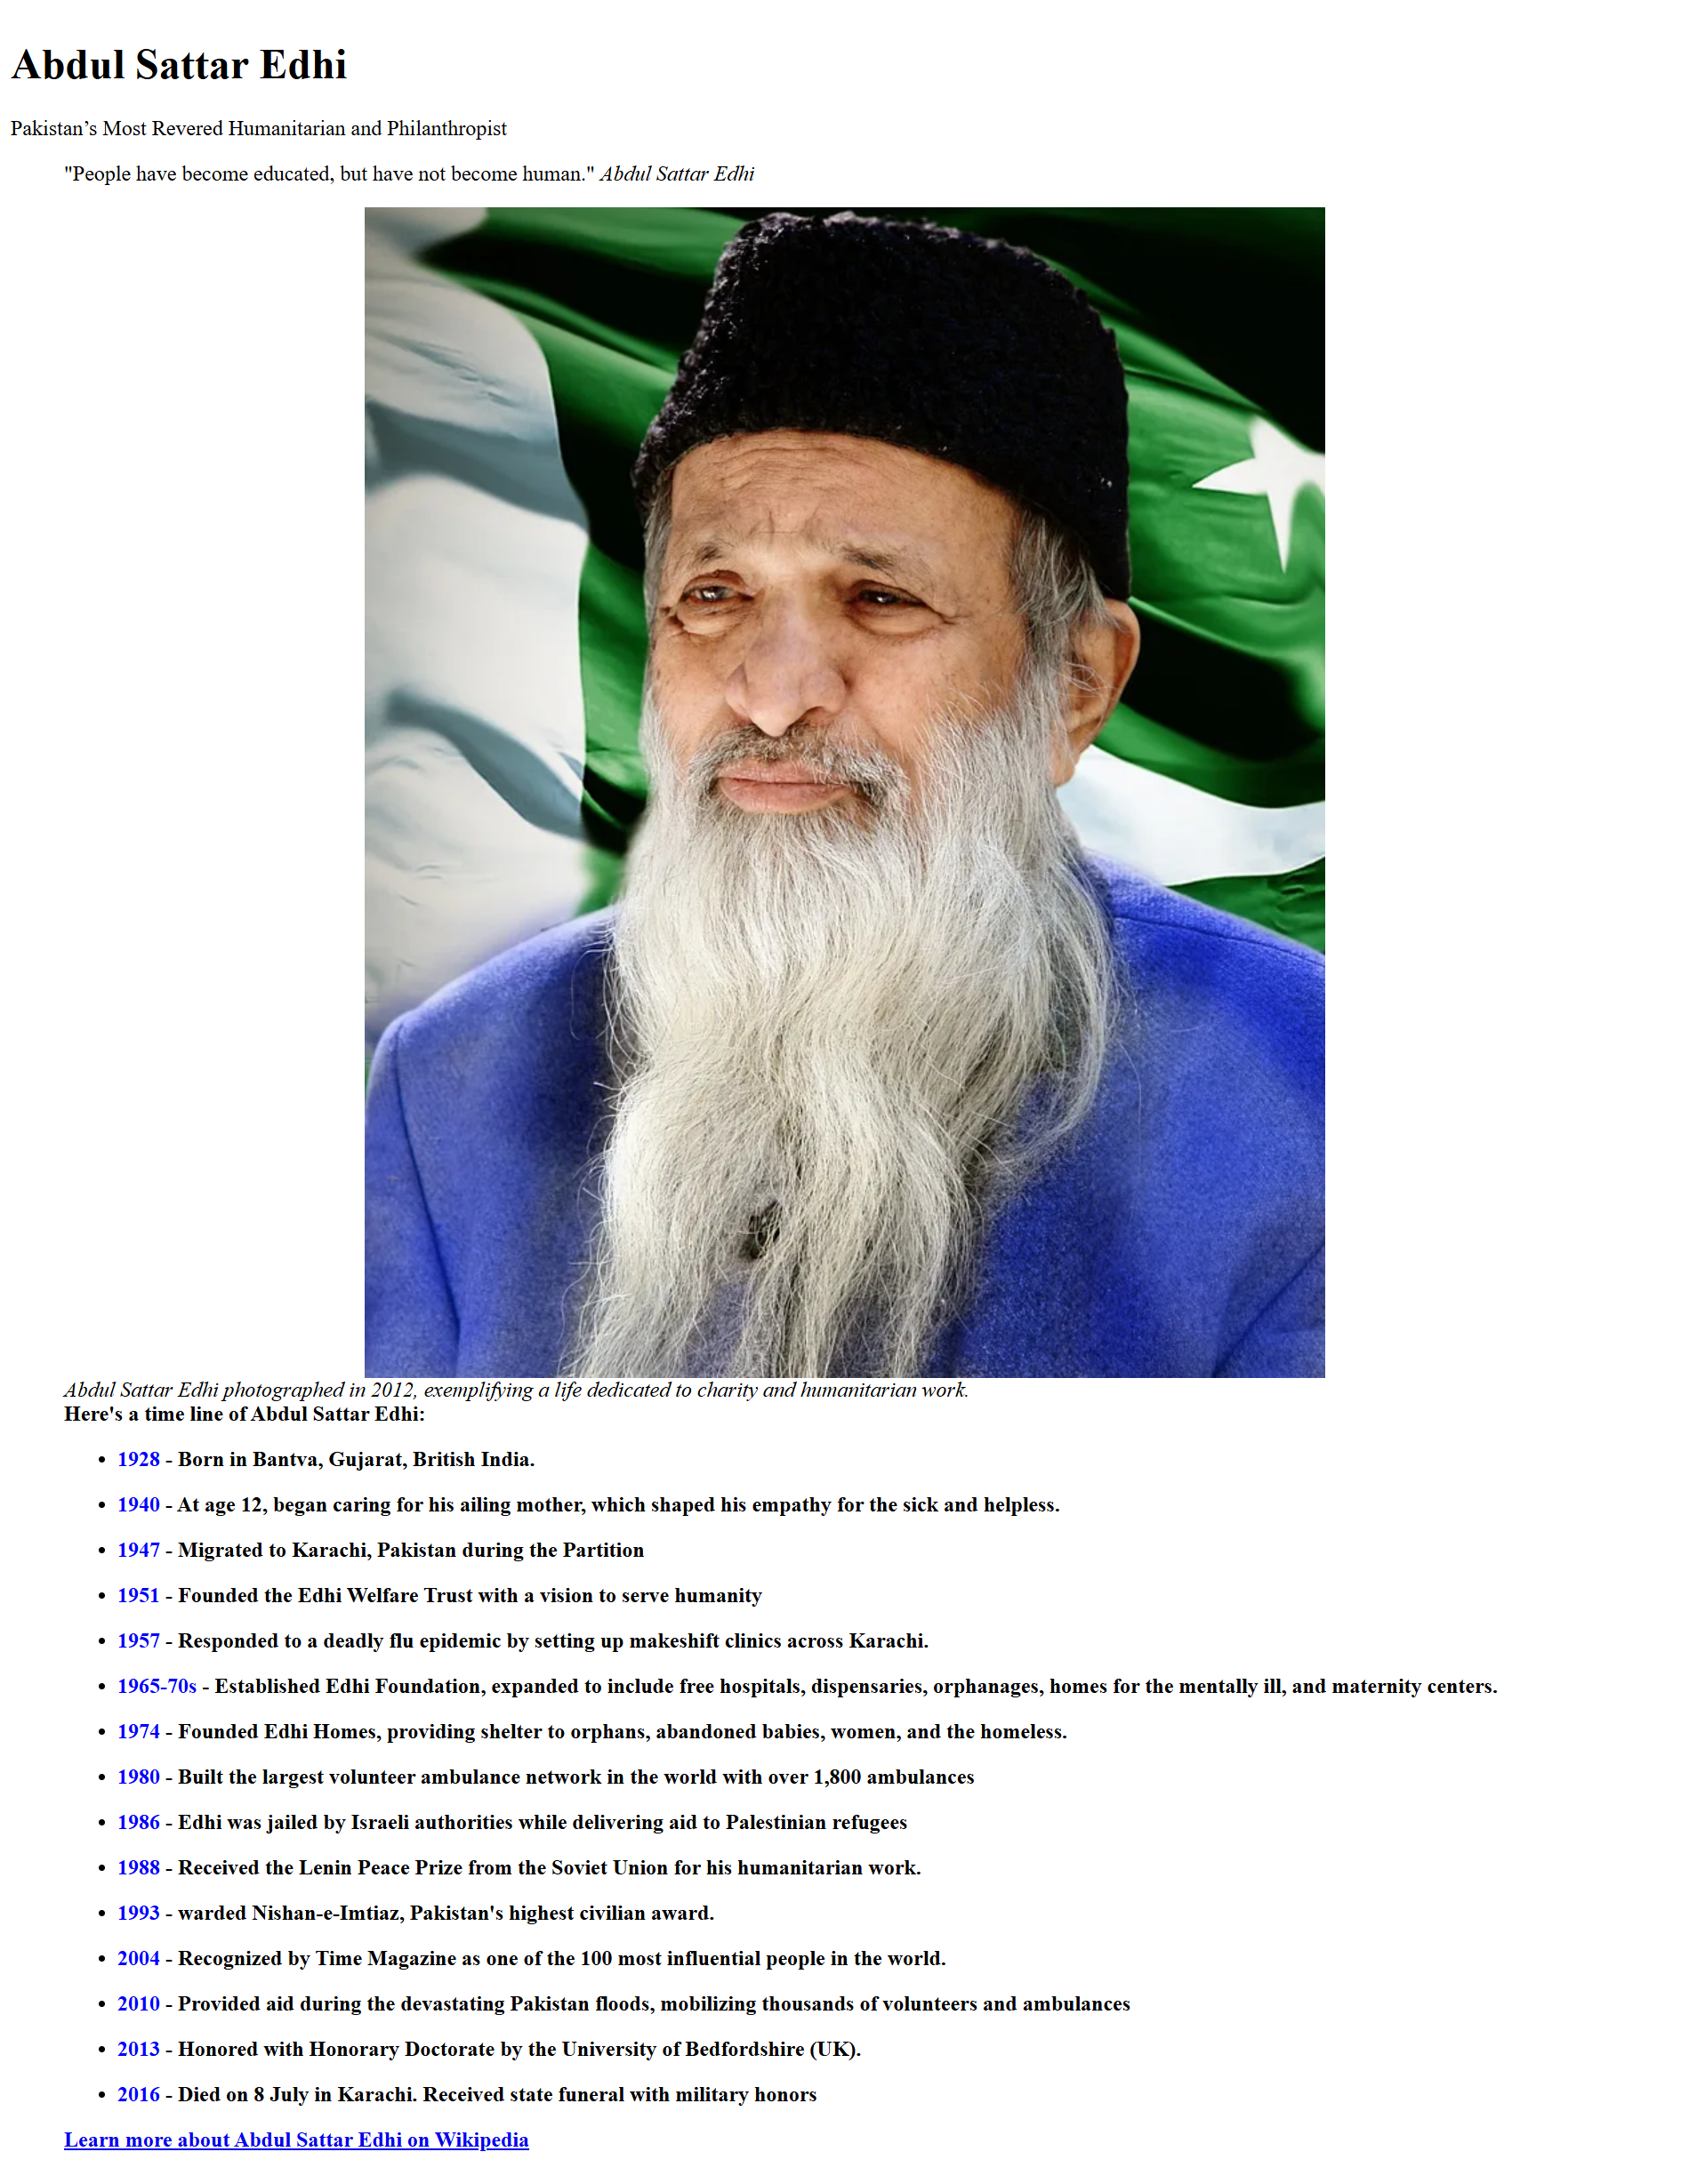 Abdul Sattar Edhi
Pakistan’s Most Revered Humanitarian and Philanthropist
"People have become educated, but have not become human." Abdul Sattar Edhi
Abdul Sattar Edhi photographed in 2012, exemplifying a life dedicated to charity and humanitarian work.
Here's a time line of Abdul Sattar Edhi:
• 1928 - Born in Bantva, Gujarat, British India.
• 1940 - At age 12, began caring for his ailing mother, which shaped his empathy for the sick and helpless.
• 1947 - Migrated to Karachi, Pakistan during the Partition
• 1951 - Founded the Edhi Welfare Trust with a vision to serve humanity
• 1957 - Responded to a deadly flu epidemic by setting up makeshift clinics across Karachi.
• 1965-70s - Established Edhi Foundation, expanded to include free hospitals, dispensaries, orphanages, homes for the mentally ill, and maternity centers.
• 1974 - Founded Edhi Homes, providing shelter to orphans, abandoned babies, women, and the homeless.
• 1980 - Built the largest volunteer ambulance network in the world with over 1,800 ambulances
• 1986 - Edhi was jailed by Israeli authorities while delivering aid to Palestinian refugees
• 1988 - Received the Lenin Peace Prize from the Soviet Union for his humanitarian work.
• 1993 - warded Nishan-e-Imtiaz, Pakistan's highest civilian award.
• 2004 - Recognized by Time Magazine as one of the 100 most influential people in the world.
• 2010 - Provided aid during the devastating Pakistan floods, mobilizing thousands of volunteers and ambulances
• 2013 - Honored with Honorary Doctorate by the University of Bedfordshire (UK).
• 2016 - Died on 8 July in Karachi. Received state funeral with military honors
Learn more about Abdul Sattar Edhi on Wikipedia